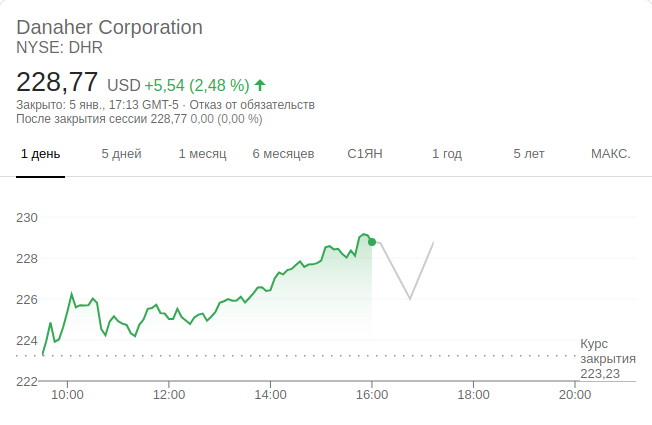 Danaher Corporation
NYSE: DHR
228,77 USD +5,54 (2,48 %)
Закрыто: 5 янв., 17:13 GMT-5 · Отказ от обязательств
После закрытия сессии 228,77 0,00 (0,00 %)
1 день 5 дней 1 месяц 6 месяцев С1ЯН 1 год 5 лет МАКС.
230
228
226
224
222
Курс
закрытия
223,23
10:00 12:00 14:00 16:00 18:00 20:00